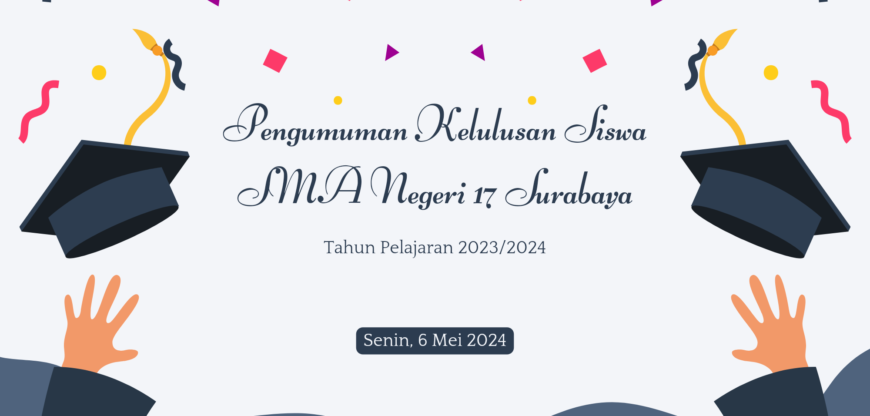 Pengumuman Kelulusan Siswa
SMA Negeri 17 Surabaya
Tahun Pelajaran 2023/2024
Senin, 6 Mei 2024